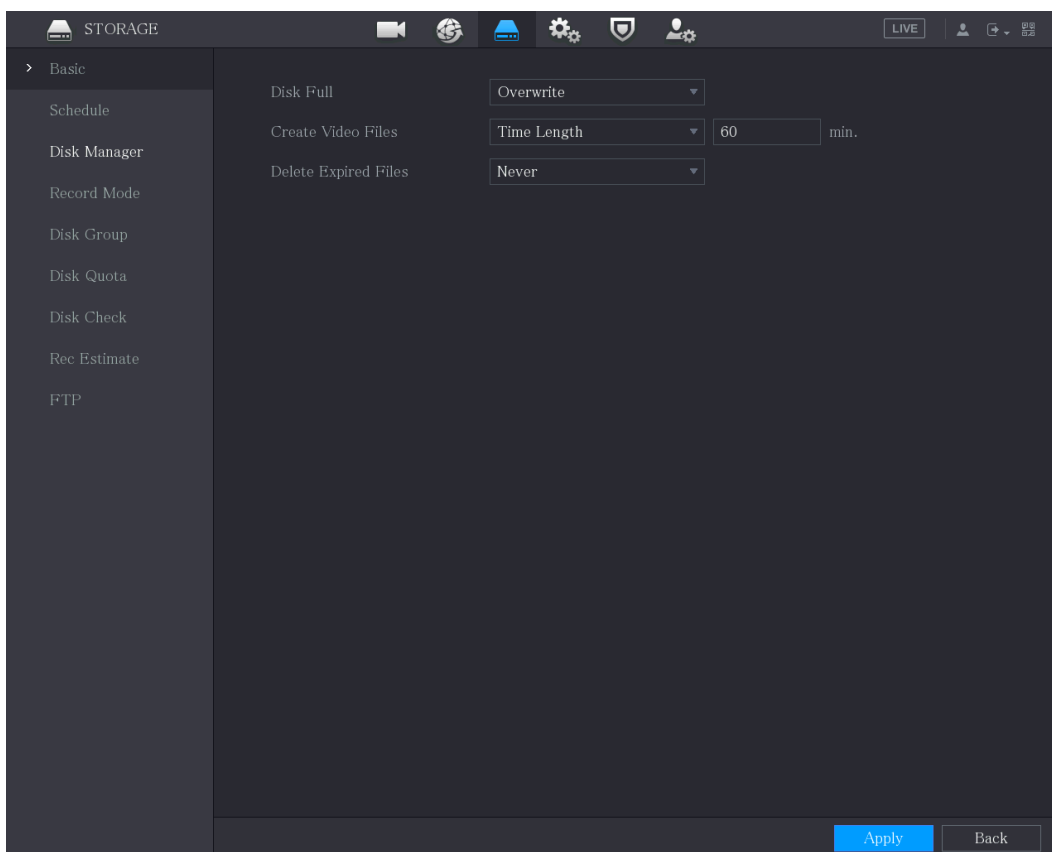 STORAGE
LIVE
Basic
Schedule
Disk Manager
Record Mode
Disk Group
Disk Quota
Disk Check
Rec Estimate
FTP
Disk Full Overwrite
Create Video Files Time Length 60 min.
Delete Expired Files Never
Apply Back